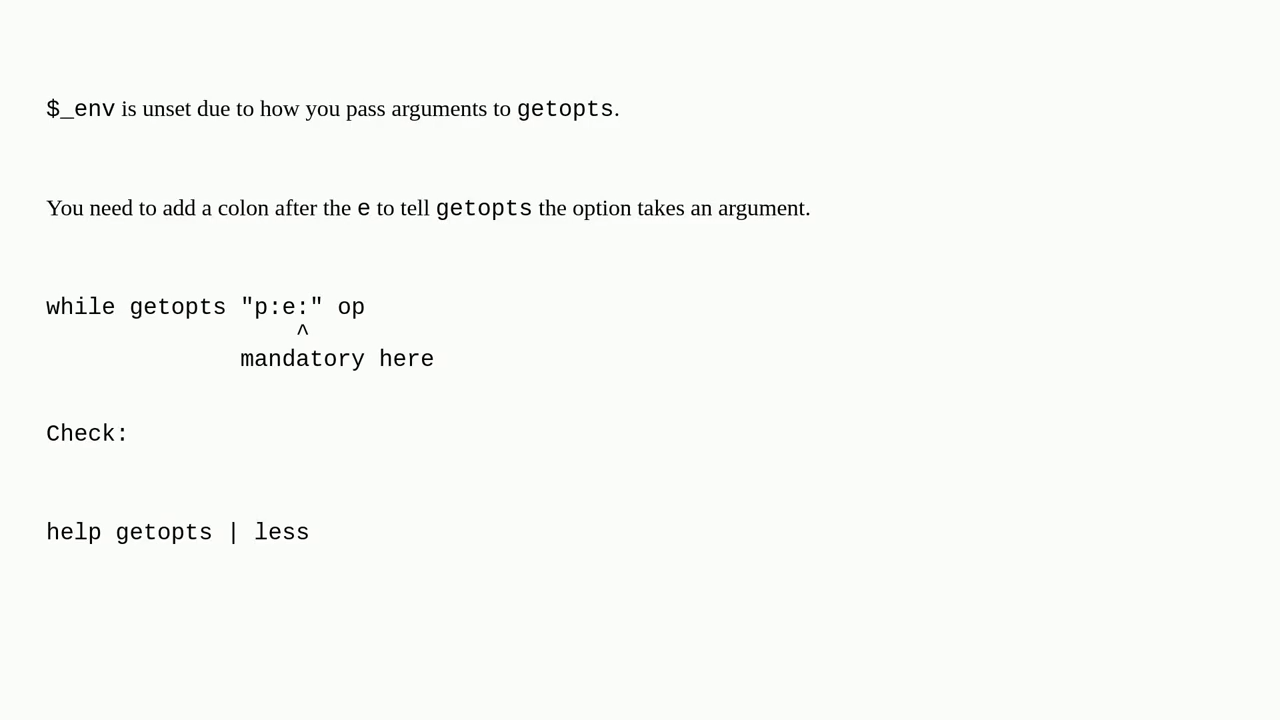 $_env is unset due to how you pass arguments to getopts.
You need to add a colon after the e to tell getopts the option takes an argument.
while getopts "p:e:" op
                  ^
              mandatory here
Check:
help getopts | less